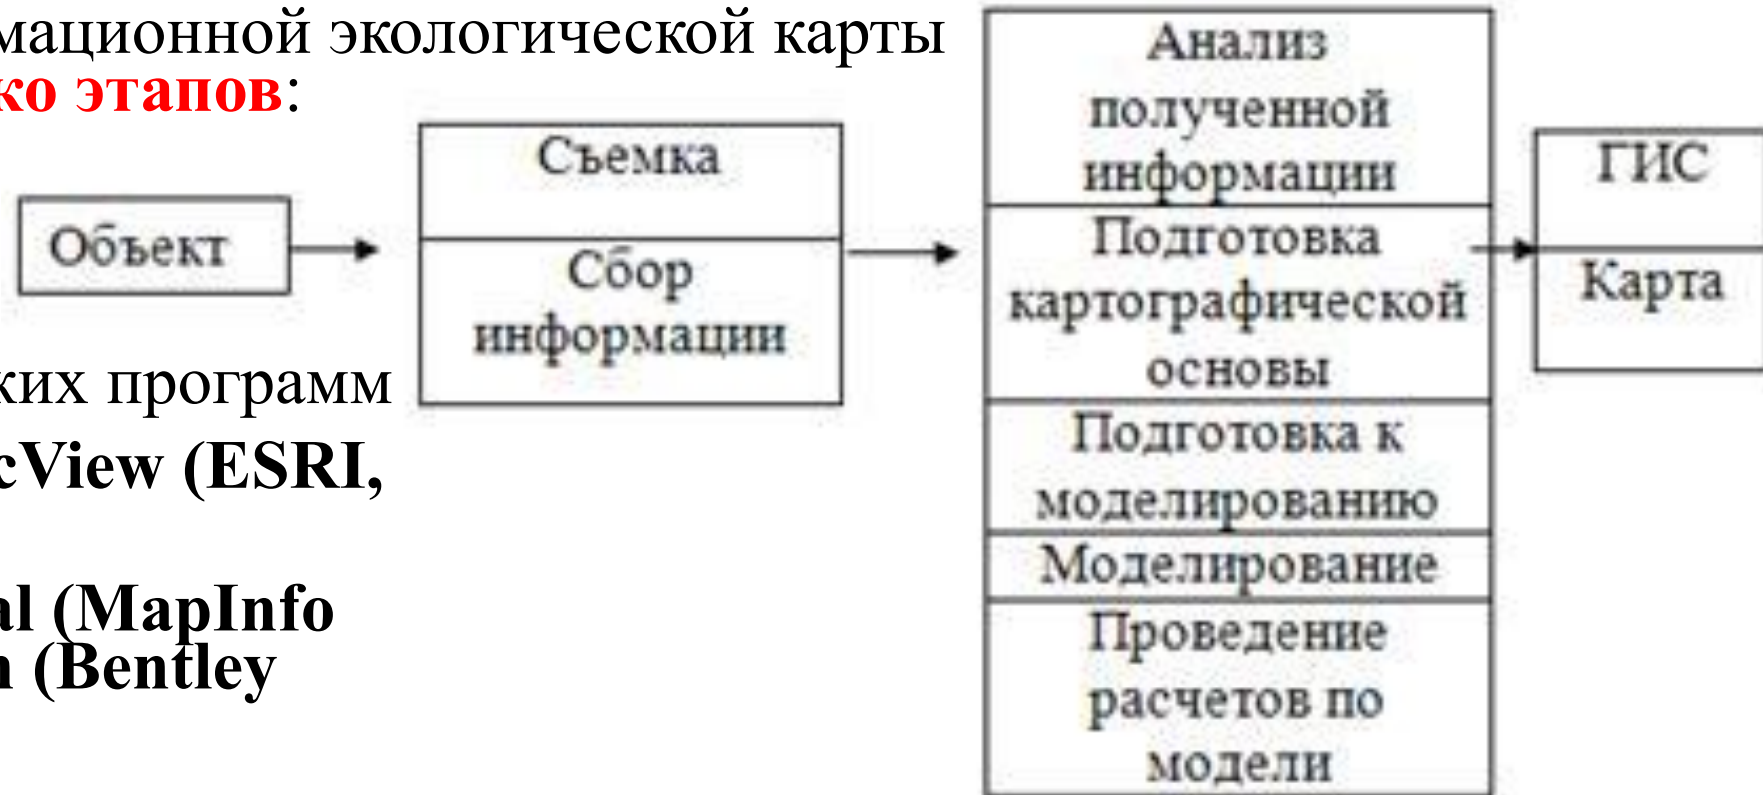 мационной экологической карты
ко этапов:
Объект
Съемка
Сбор
информации
Анализ
полученной
информации
Подготовка
картографической
основы
Подготовка к
моделированию
Моделирование
Проведение
расчетов по
модели
ГИС
Карта
ких программ
cView (ESRI,
al (MapInfo
n (Bentley